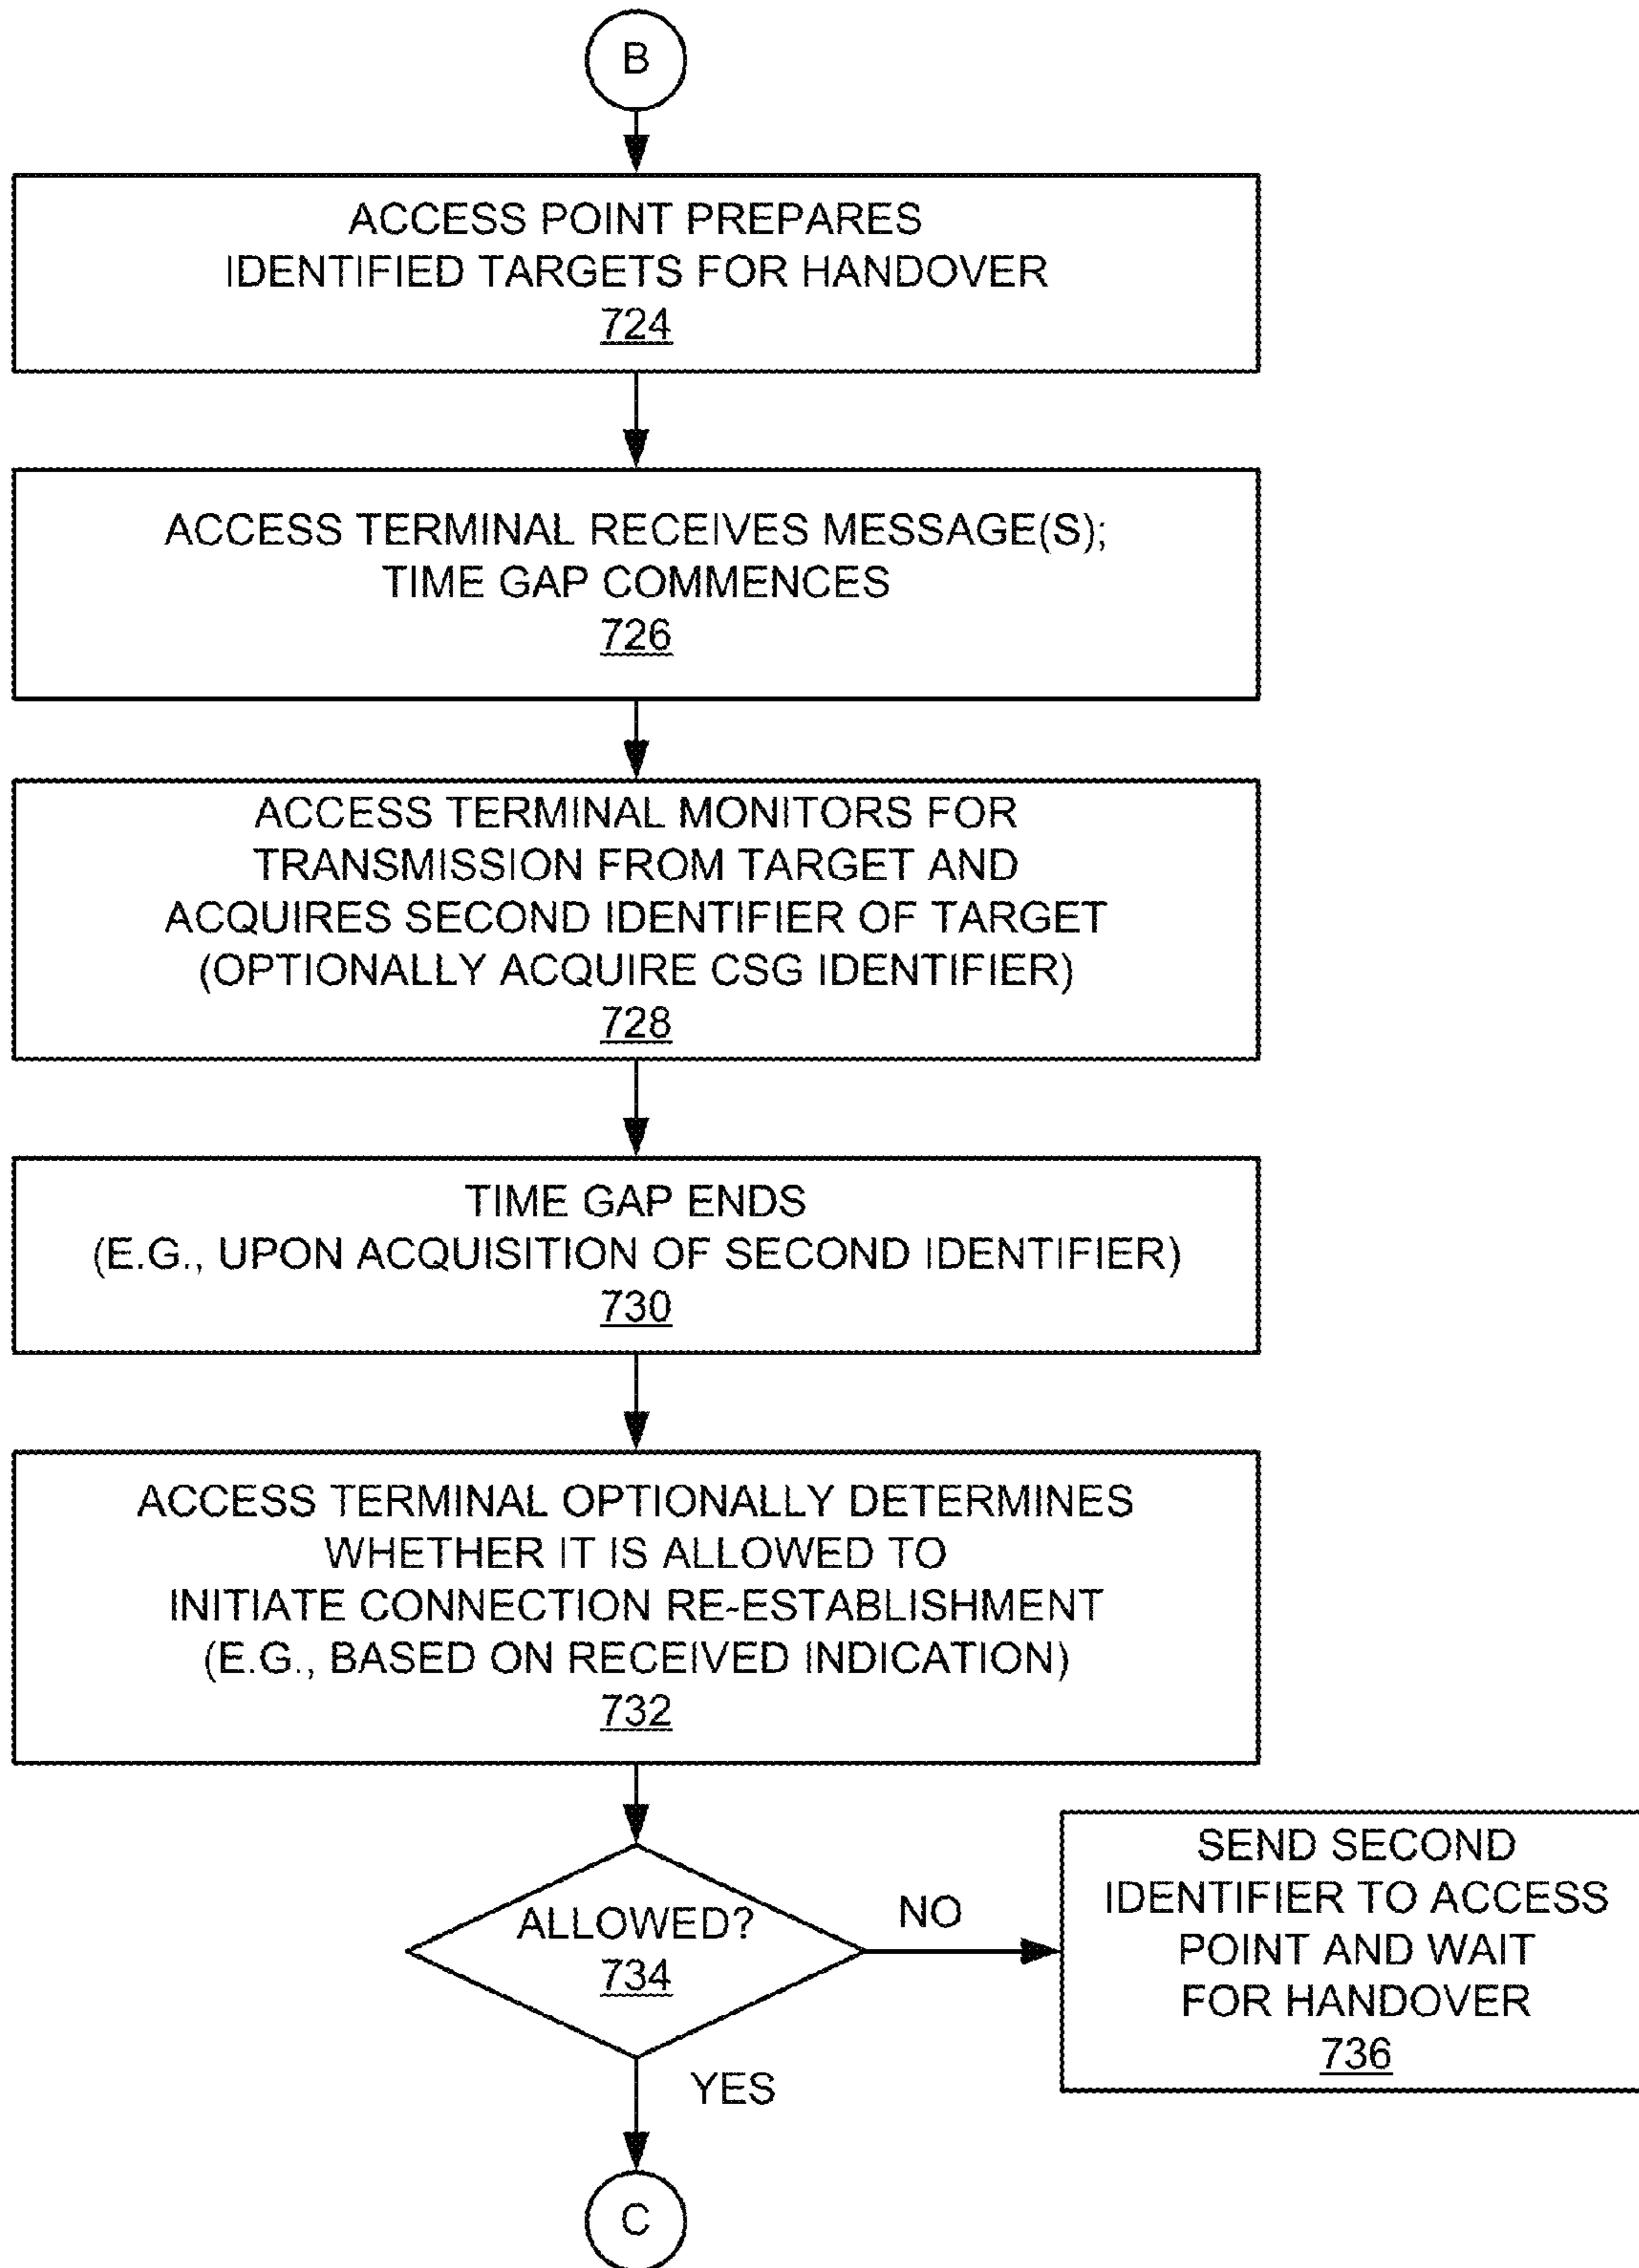 B
ACCESS POINT PREPARES
IDENTIFIED TARGETS FOR HANDOVER
724
ACCESS TERMINAL RECEIVES MESSAGE(S);
TIME GAP COMMENCES
726
ACCESS TERMINAL MONITORS FOR
TRANSMISSION FROM TARGET AND
ACQUIRES SECOND IDENTIFIER OF TARGET
(OPTIONALLY ACQUIRE CSG IDENTIFIER)
728
TIME GAP ENDS
(E.G., UPON ACQUISITION OF SECOND IDENTIFIER)
730
ACCESS TERMINAL OPTIONALLY DETERMINES
WHETHER IT IS ALLOWED TO
INITIATE CONNECTION RE-ESTABLISHMENT
(E.G., BASED ON RECEIVED INDICATION)
732
ALLOWED?
734
NO
SEND SECOND
IDENTIFIER TO ACCESS
POINT AND WAIT
FOR HANDOVER
736
YES
C